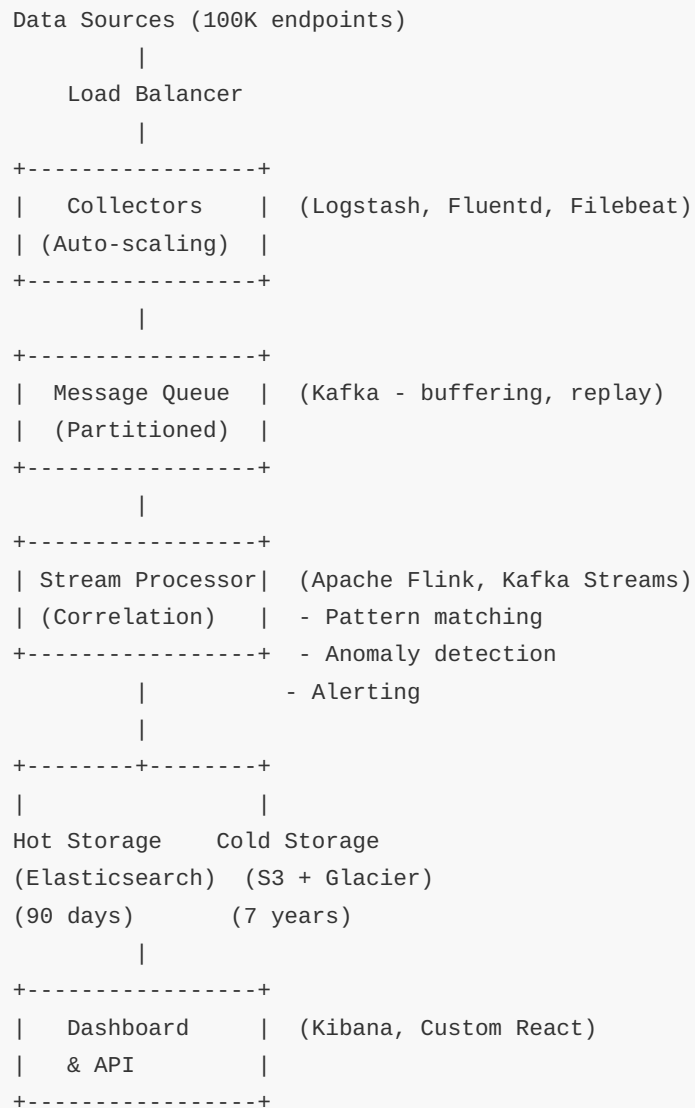 Data Sources (100K endpoints)
|
Load Balancer
|
+-----------------+
|   Collectors    |  (Logstash, Fluentd, Filebeat)
| (Auto-scaling)  |
+-----------------+
|
+-----------------+
|  Message Queue  |  (Kafka - buffering, replay)
|  (Partitioned)  |
+-----------------+
|
+-----------------+
| Stream Processor|  (Apache Flink, Kafka Streams)
| (Correlation)   |  - Pattern matching
+-----------------+  - Anomaly detection
|         - Alerting
|
+--------+--------+
|                 |
Hot Storage    Cold Storage
(Elasticsearch)  (S3 + Glacier)
(90 days)       (7 years)
|
+-----------------+
|   Dashboard     |  (Kibana, Custom React)
|   & API         |
+-----------------+